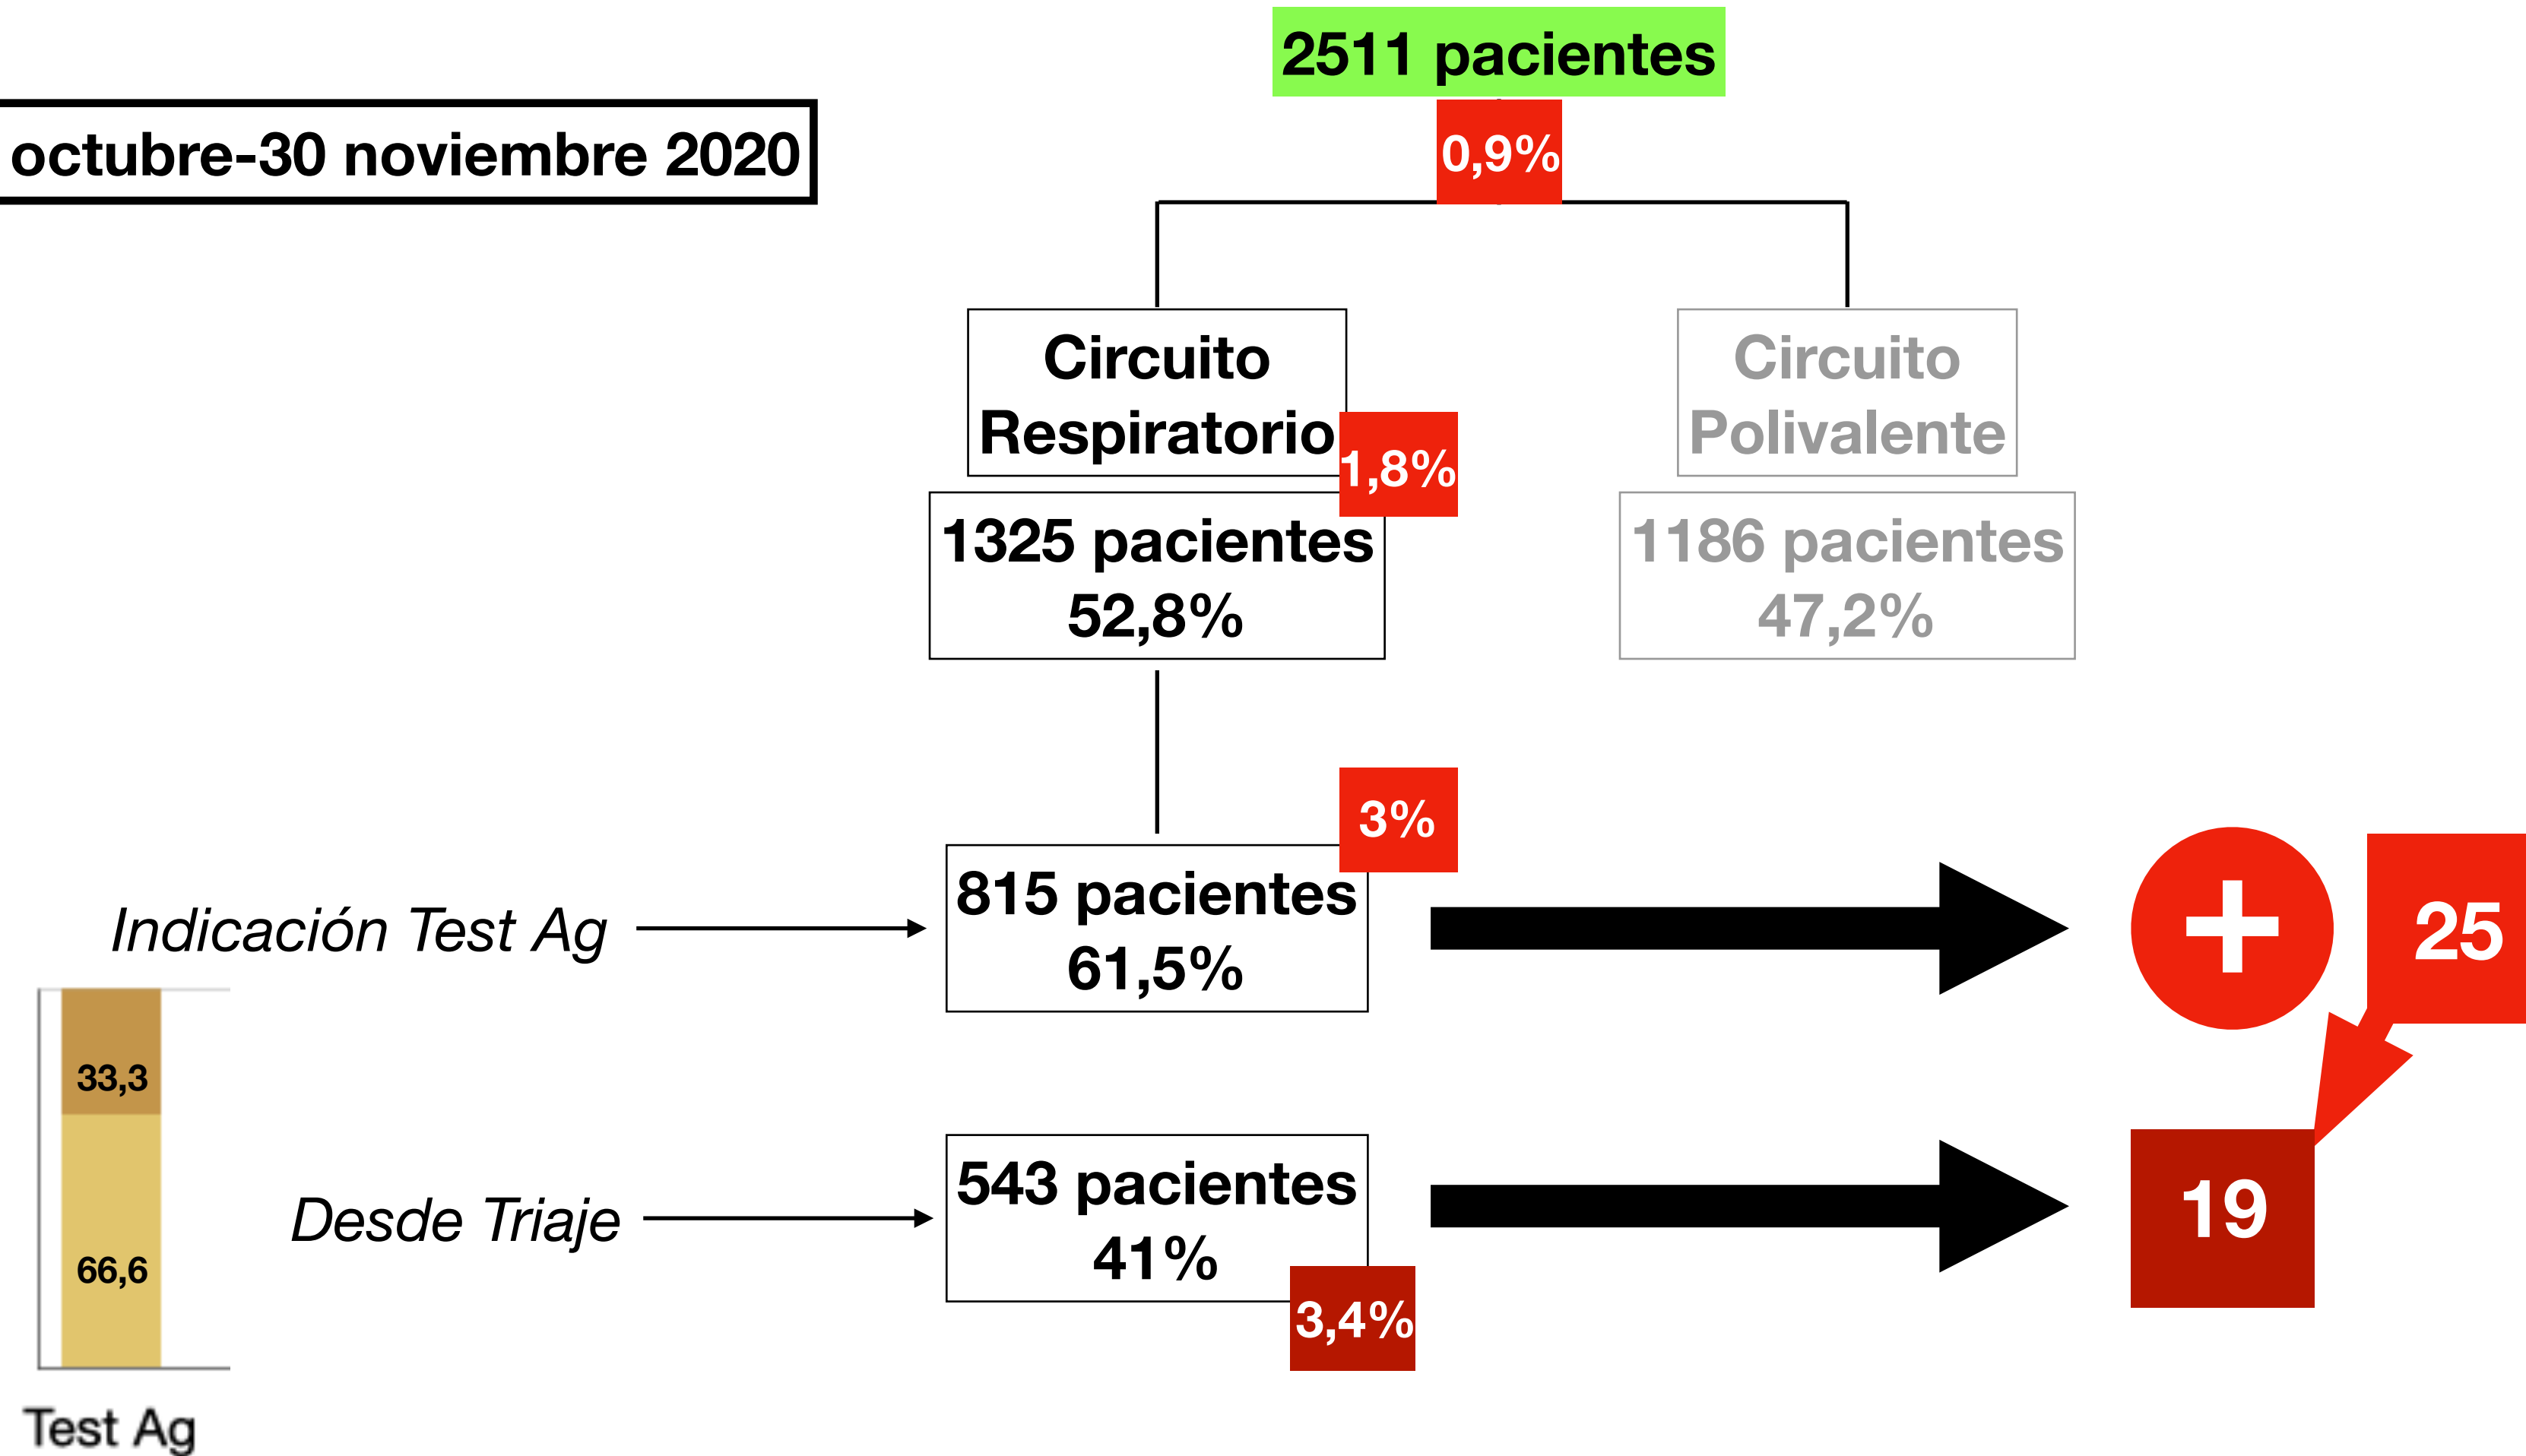 2511 pacientes
octubre-30 noviembre 2020
0,9%
Circuito
Respiratorio
1,8%
1325 pacientes
52,8%
Circuito
Polivalente
1186 pacientes
47,2%
3%
Indicación Test Ag
815 pacientes
61,5%
+
25
33,3
66,6
Test Ag
Desde Triaje
543 pacientes
41%
3,4%
19